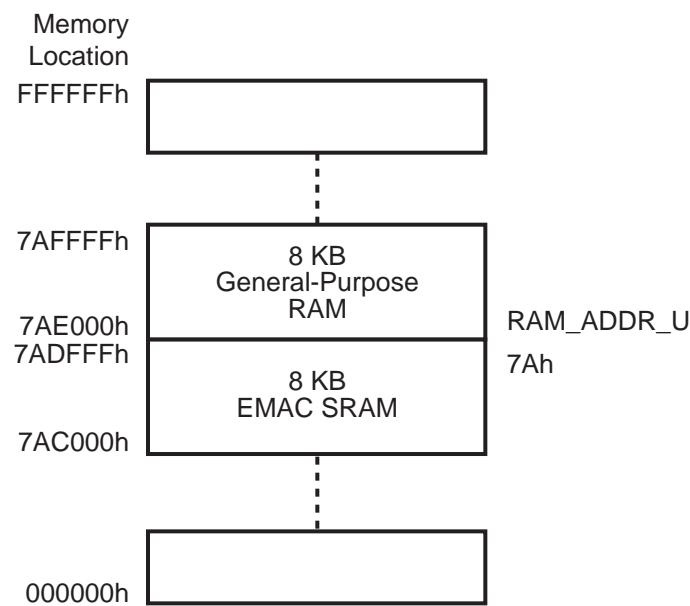 Memory
Location
FFFFFFh
7AFFFFh
8 KB
General-Purpose
RAM
7AE000h
RAM_ADDR_U
7ADFFFh
7Ah
8 KB
EMAC SRAM
7AC000h
000000h